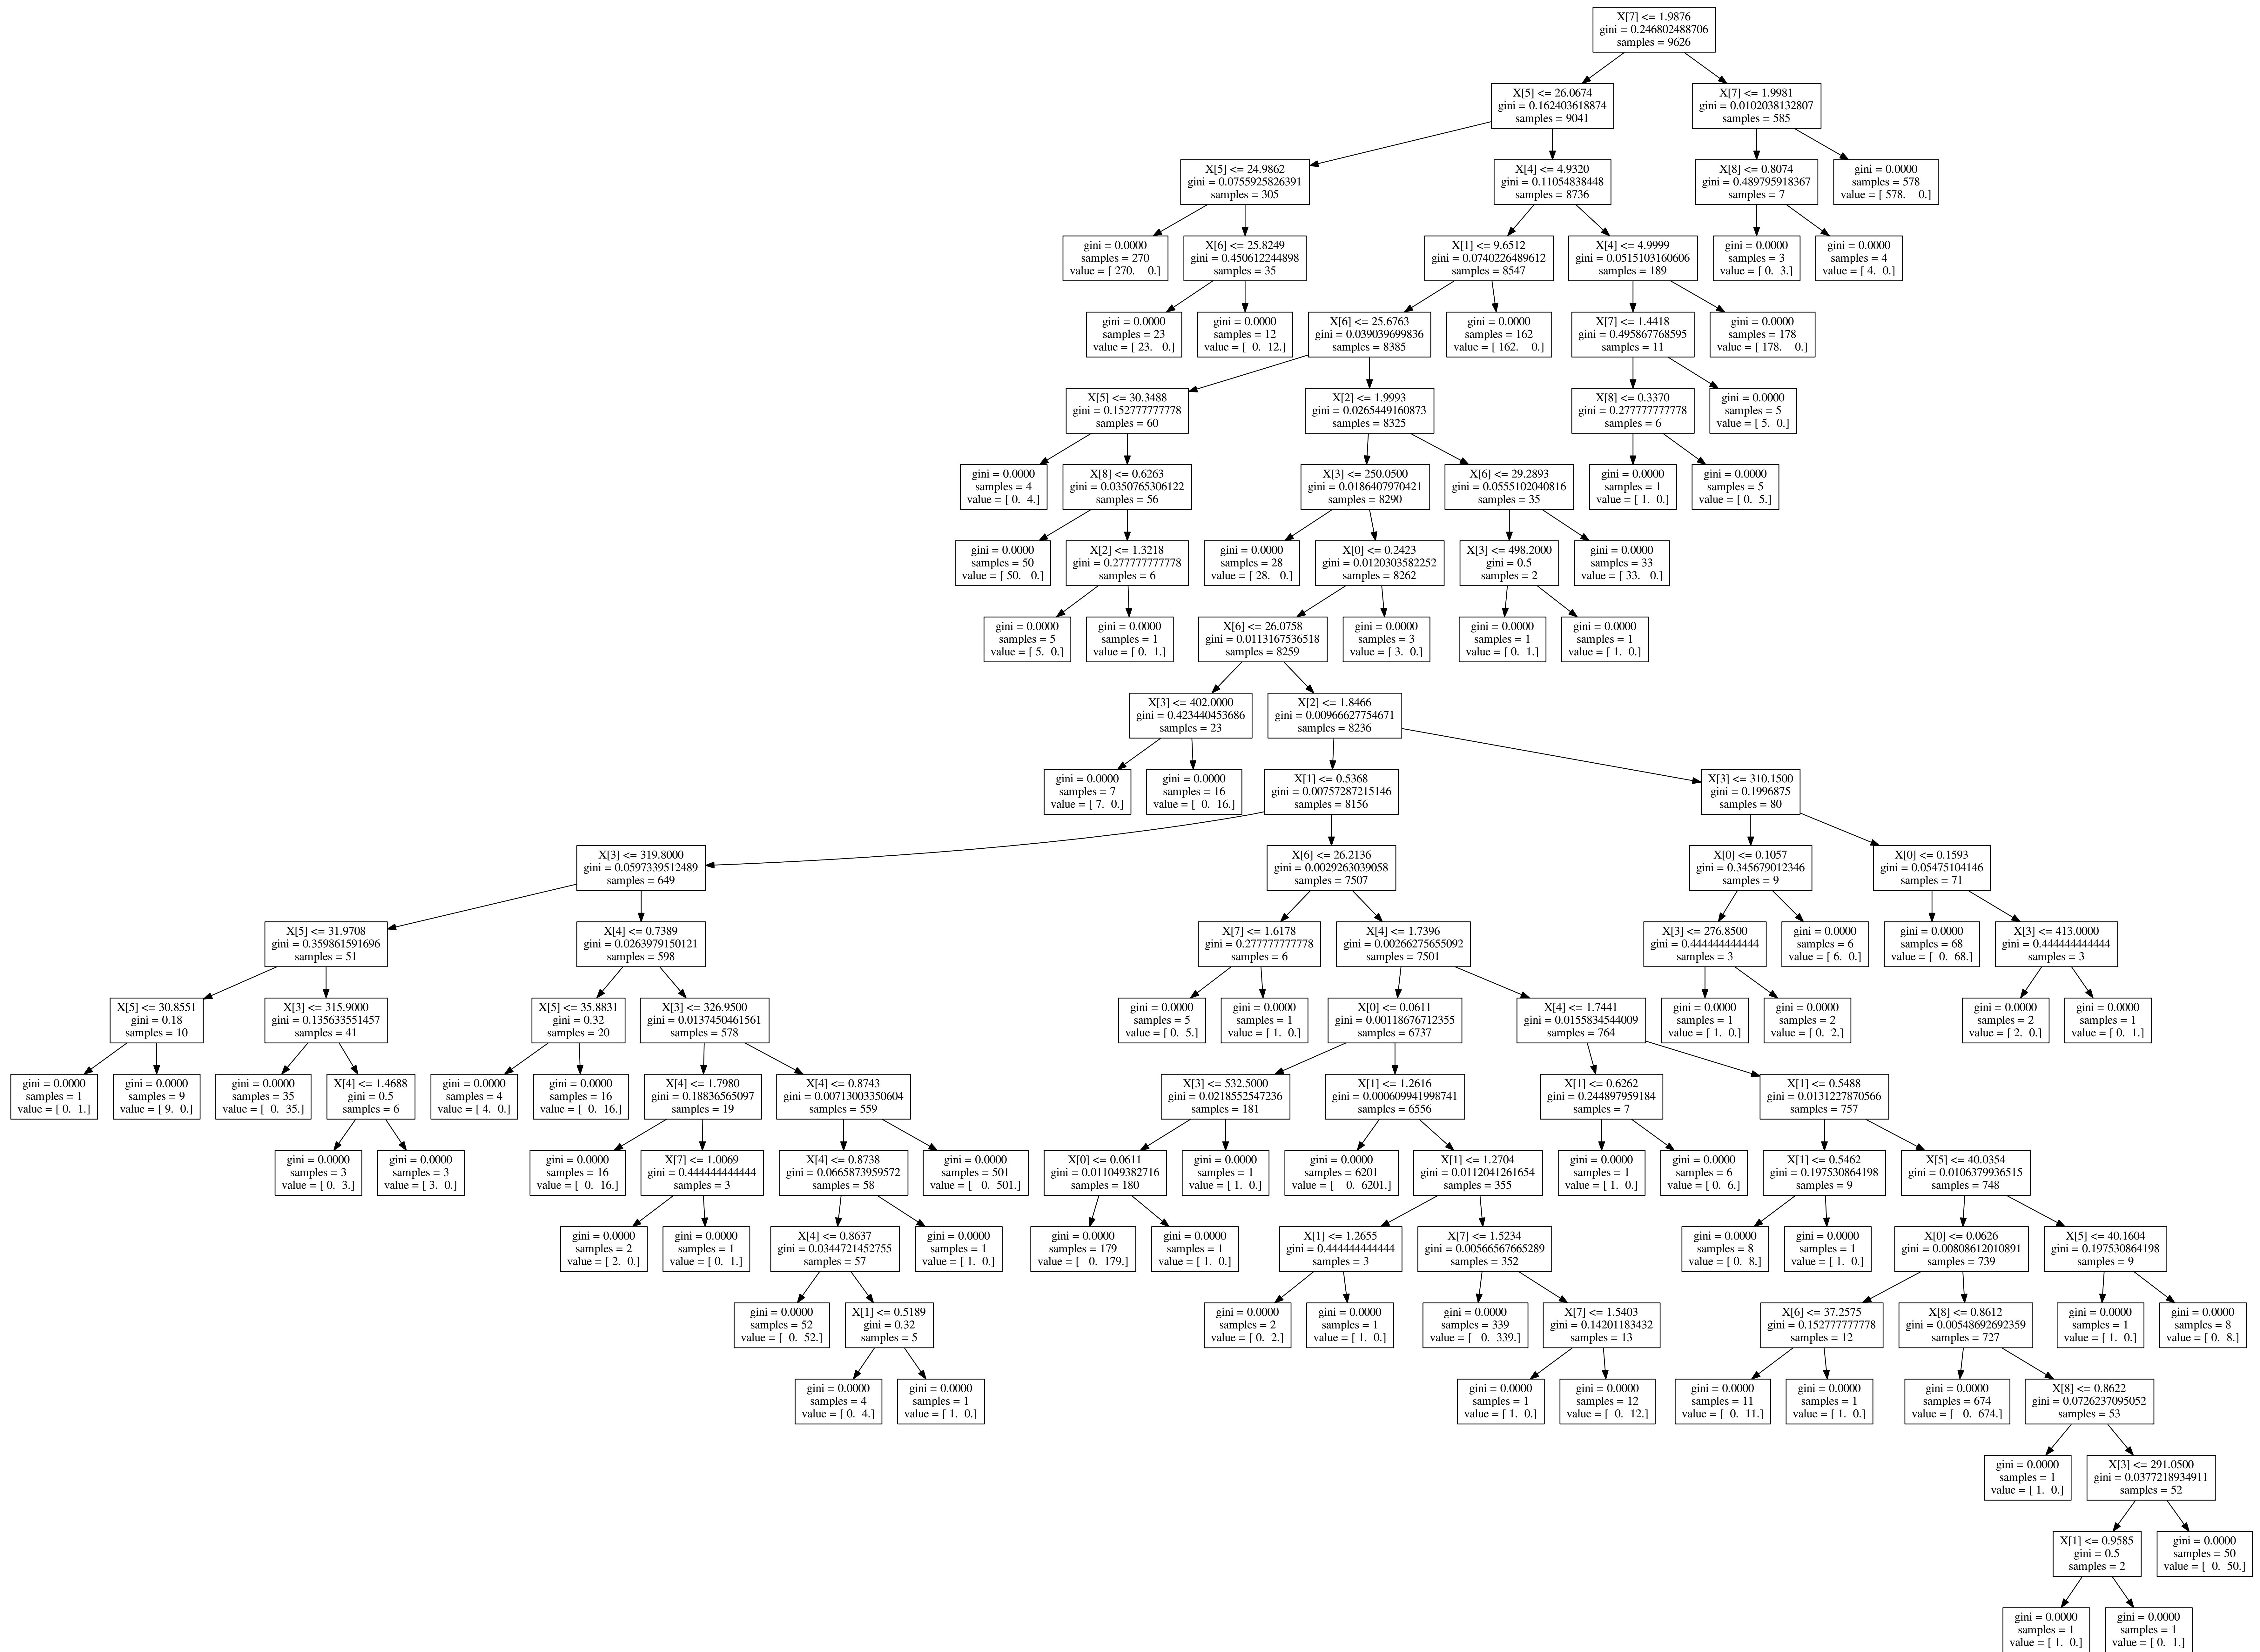 X[7] <= 1.9876
gini = 0.246802488706
samples = 9626
X[5] <= 26.0674
gini = 0.162403618874
samples = 9041
X[7] <= 1.9981
gini = 0.0102038132807
samples = 585
X[5] <= 24.9862
gini = 0.0755925826391
samples = 305
X[4] <= 4.9320
gini = 0.11054838448
samples = 8736
X[8] <= 0.8074
gini = 0.489795918367
samples = 7
gini = 0.0000
samples = 578
value = [ 578. 0.]
gini = 0.0000
samples = 270
value = [ 270. 0.]
X[6] <= 25.8249
gini = 0.450612244898
samples = 35
X[1] <= 9.6512
gini = 0.0740226489612
samples = 8547
X[4] <= 4.9999
gini = 0.0515103160606
samples = 189
gini = 0.0000
samples = 3
value = [ 0. 3.]
gini = 0.0000
samples = 4
value = [ 4. 0.]
gini = 0.0000
samples = 23
value = [ 23. 0.]
gini = 0.0000
samples = 12
value = [ 0. 12.]
X[6] <= 25.6763
gini = 0.039039699836
samples = 8385
gini = 0.0000
samples = 162
value = [ 162. 0.]
X[7] <= 1.4418
gini = 0.495867768595
samples = 11
gini = 0.0000
samples = 178
value = [ 178. 0.]
X[5] <= 30.3488
gini = 0.152777777778
samples = 60
X[2] <= 1.9993
gini = 0.0265449160873
samples = 8325
X[8] <= 0.3370
gini = 0.277777777778
samples = 6
gini = 0.0000
samples = 5
value = [ 5. 0.]
gini = 0.0000
samples = 4
value = [ 0. 4.]
X[8] <= 0.6263
gini = 0.0350765306122
samples = 56
X[3] <= 250.0500
gini = 0.0186407970421
samples = 8290
X[6] <= 29.2893
gini = 0.0555102040816
samples = 35
gini = 0.0000
samples = 1
value = [ 1. 0.]
gini = 0.0000
samples = 5
value = [ 0. 5.]
gini = 0.0000
samples = 50
value = [ 50. 0.]
X[2] <= 1.3218
gini = 0.277777777778
samples = 6
gini = 0.0000
samples = 28
value = [ 28. 0.]
X[0] <= 0.2423
gini = 0.0120303582252
samples = 8262
X[3] <= 498.2000
gini = 0.5
samples = 2
gini = 0.0000
samples = 33
value = [ 33. 0.]
gini = 0.0000
samples = 5
value = [ 5. 0.]
gini = 0.0000
samples = 1
value = [ 0. 1.]
X[6] <= 26.0758
gini = 0.0113167536518
samples = 8259
gini = 0.0000
samples = 3
value = [ 3. 0.]
gini = 0.0000
samples = 1
value = [ 0. 1.]
gini = 0.0000
samples = 1
value = [ 1. 0.]
X[3] <= 402.0000
gini = 0.423440453686
samples = 23
X[2] <= 1.8466
gini = 0.00966627754671
samples = 8236
gini = 0.0000
samples = 7
value = [ 7. 0.]
gini = 0.0000
samples = 16
value = [ 0. 16.]
X[1] <= 0.5368
gini = 0.00757287215146
samples = 8156
X[3] <= 310.1500
gini = 0.1996875
samples = 80
X[3] <= 319.8000
gini = 0.0597339512489
samples = 649
X[6] <= 26.2136
gini = 0.0029263039058
samples = 7507
X[0] <= 0.1057
gini = 0.345679012346
samples = 9
X[0] <= 0.1593
gini = 0.05475104146
samples = 71
X[5] <= 31.9708
gini = 0.359861591696
samples = 51
X[4] <= 0.7389
gini = 0.0263979150121
samples = 598
X[7] <= 1.6178
gini = 0.277777777778
samples = 6
X[4] <= 1.7396
gini = 0.00266275655092
samples = 7501
X[3] <= 276.8500
gini = 0.444444444444
samples = 3
gini = 0.0000
samples = 6
value = [ 6. 0.]
gini = 0.0000
samples = 68
value = [ 0. 68.]
X[3] <= 413.0000
gini = 0.444444444444
samples = 3
X[5] <= 30.8551
gini = 0.18
samples = 10
X[3] <= 315.9000
gini = 0.135633551457
samples = 41
X[5] <= 35.8831
gini = 0.32
samples = 20
X[3] <= 326.9500
gini = 0.0137450461561
samples = 578
gini = 0.0000
samples = 5
value = [ 0. 5.]
gini = 0.0000
samples = 1
value = [ 1. 0.]
X[0] <= 0.0611
gini = 0.00118676712355
samples = 6737
X[4] <= 1.7441
gini = 0.0155834544009
samples = 764
gini = 0.0000
samples = 1
value = [ 1. 0.]
gini = 0.0000
samples = 2
value = [ 0. 2.]
gini = 0.0000
samples = 2
value = [ 2. 0.]
gini = 0.0000
samples = 1
value = [ 0. 1.]
gini = 0.0000
samples = 1
value = [ 0. 1.]
gini = 0.0000
samples = 9
value = [ 9. 0.]
gini = 0.0000
samples = 35
value = [ 0. 35.]
X[4] <= 1.4688
gini = 0.5
samples = 6
gini = 0.0000
samples = 4
value = [ 4. 0.]
gini = 0.0000
samples = 16
value = [ 0. 16.]
X[4] <= 1.7980
gini = 0.18836565097
samples = 19
X[4] <= 0.8743
gini = 0.00713003350604
samples = 559
X[3] <= 532.5000
gini = 0.0218552547236
samples = 181
X[1] <= 1.2616
gini = 0.000609941998741
samples = 6556
X[1] <= 0.6262
gini = 0.244897959184
samples = 7
X[1] <= 0.5488
gini = 0.0131227870566
samples = 757
gini = 0.0000
samples = 3
value = [ 0. 3.]
gini = 0.0000
samples = 3
value = [ 3. 0.]
gini = 0.0000
samples = 16
value = [ 0. 16.]
X[7] <= 1.0069
gini = 0.444444444444
samples = 3
X[4] <= 0.8738
gini = 0.0665873959572
samples = 58
gini = 0.0000
samples = 501
value = [ 0. 501.]
X[0] <= 0.0611
gini = 0.011049382716
samples = 180
gini = 0.0000
samples = 1
value = [ 1. 0.]
gini = 0.0000
samples = 6201
value = [ 0. 6201.]
X[1] <= 1.2704
gini = 0.0112041261654
samples = 355
gini = 0.0000
samples = 1
value = [ 1. 0.]
gini = 0.0000
samples = 6
value = [ 0. 6.]
X[1] <= 0.5462
gini = 0.197530864198
samples = 9
X[5] <= 40.0354
gini = 0.0106379936515
samples = 748
gini = 0.0000
samples = 2
value = [ 2. 0.]
gini = 0.0000
samples = 1
value = [ 0. 1.]
X[4] <= 0.8637
gini = 0.0344721452755
samples = 57
gini = 0.0000
samples = 1
value = [ 1. 0.]
gini = 0.0000
samples = 179
value = [ 0. 179.]
gini = 0.0000
samples = 1
value = [ 1. 0.]
X[1] <= 1.2655
gini = 0.444444444444
samples = 3
X[7] <= 1.5234
gini = 0.00566567665289
samples = 352
gini = 0.0000
samples = 8
value = [ 0. 8.]
gini = 0.0000
samples = 1
value = [ 1. 0.]
X[0] <= 0.0626
gini = 0.00808612010891
samples = 739
X[5] <= 40.1604
gini = 0.197530864198
samples = 9
gini = 0.0000
samples = 52
value = [ 0. 52.]
X[1] <= 0.5189
gini = 0.32
samples = 5
gini = 0.0000
samples = 2
value = [ 0. 2.]
gini = 0.0000
samples = 1
value = [ 1. 0.]
gini = 0.0000
samples = 339
value = [ 0. 339.]
X[7] <= 1.5403
gini = 0.14201183432
samples = 13
X[6] <= 37.2575
gini = 0.152777777778
samples = 12
X[8] <= 0.8612
gini = 0.00548692692359
samples = 727
gini = 0.0000
samples = 1
value = [ 1. 0.]
gini = 0.0000
samples = 8
value = [ 0. 8.]
gini = 0.0000
samples = 4
value = [ 0. 4.]
gini = 0.0000
samples = 1
value = [ 1. 0.]
gini = 0.0000
samples = 1
value = [ 1. 0.]
gini = 0.0000
samples = 12
value = [ 0. 12.]
gini = 0.0000
samples = 11
value = [ 0. 11.]
gini = 0.0000
samples = 1
value = [ 1. 0.]
gini = 0.0000
samples = 674
value = [ 0. 674.]
X[8] <= 0.8622
gini = 0.0726237095052
samples = 53
gini = 0.0000
samples = 1
value = [ 1. 0.]
X[3] <= 291.0500
gini = 0.0377218934911
samples = 52
X[1] <= 0.9585
gini = 0.5
samples = 2
gini = 0.0000
samples = 50
value = [ 0. 50.]
gini = 0.0000
samples = 1
value = [ 1. 0.]
gini = 0.0000
samples = 1
value = [ 0. 1.]